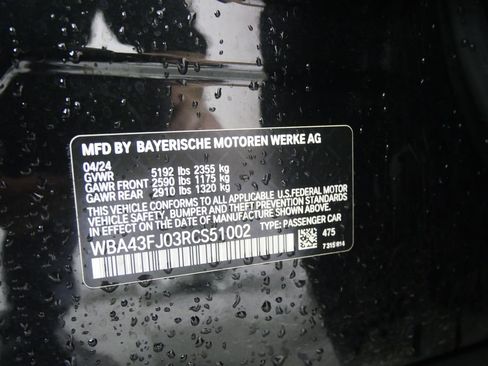 MFD BY BAYERISCHE MOTOREN WERKE AG
04/24
GVWR 5192 lbs 2355 kg
GAWR FRONT 2590 lbs 1175 kg
GAWR REAR 2910 lbs 1320 kg
THIS VEHICLE CONFORMS TO ALL APPLICABLE U.S.FEDERAL MOTOR
VEHICLE SAFETY, BUMPER AND THEFT PREVENTION STANDARDS
IN EFFECT ON THE DATE OF MANUFACTURE SHOWN ABOVE.
WBA43FJ03RCS51002 TYPE: PASSENGER CAR
475
7315814